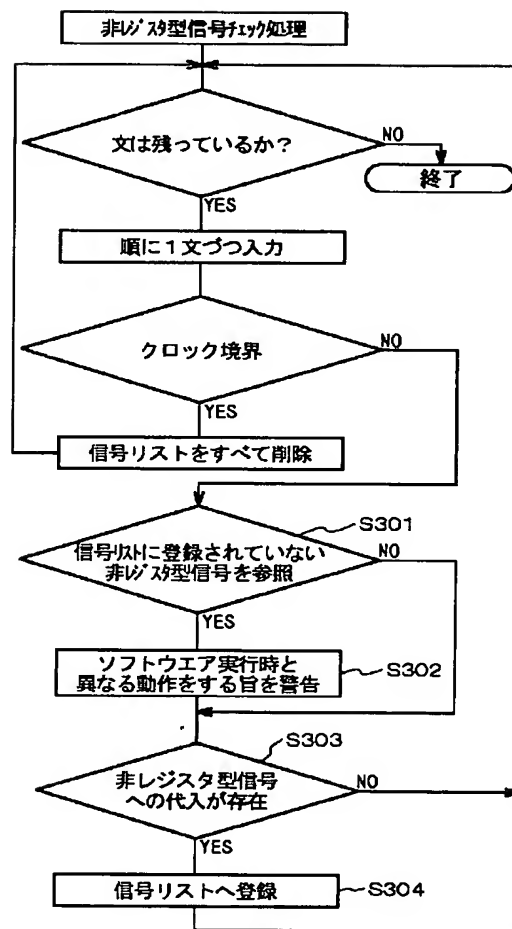 非レジスタ型信号チェック処理
文は残っているか?
NO
終了
YES
順に1文づつ入力
クロック境界
NO
YES
信号リストをすべて削除
S301
信号リストに登録されていない
非レジスタ型信号を参照
NO
YES
ソフトウエア実行時と
異なる動作をする旨を警告
S302
S303
非レジスタ型信号
への代入が存在
NO
YES
信号リストへ登録
S304